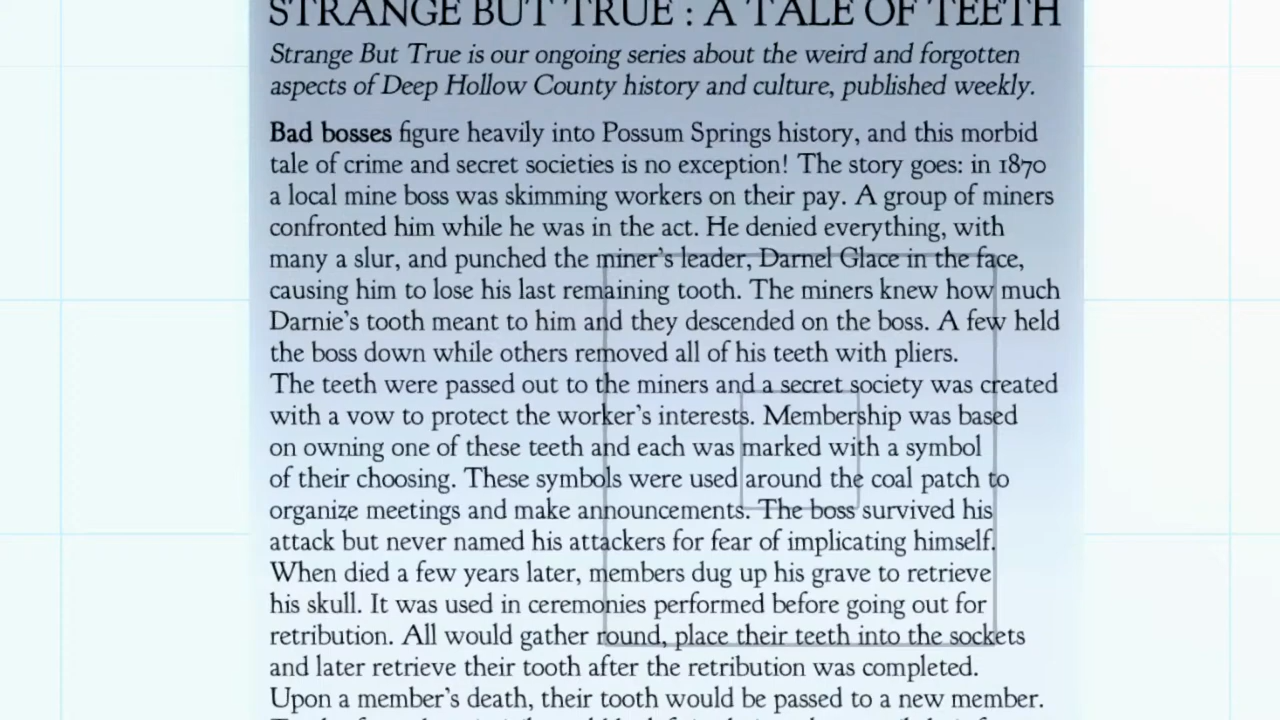 STRANGE BUT TRUE : A TALE OF TEETH
Strange But True is our ongoing series about the weird and forgotten
aspects of Deep Hollow County history and culture, published weekly.
Bad bosses figure heavily into Possum Springs history, and this morbid
tale of crime and secret societies is no exception! The story goes: in 1870
a local mine boss was skimming workers on their pay. A group of miners
confronted him while he was in the act. He denied everything, with
many a slur, and punched the miner's leader, Darnel Glace in the face,
causing him to lose his last remaining tooth. The miners knew how much
Darnie's tooth meant to him and they descended on the boss. A few held
the boss down while others removed all of his teeth with pliers.
The teeth were passed out to the miners and a secret society was created
with a vow to protect the worker's interests. Membership was based
on owning one of these teeth and each was marked with a symbol
of their choosing. These symbols were used around the coal patch to
organize meetings and make announcements. The boss survived his
attack but never named his attackers for fear of implicating himself.
When died a few years later, members dug up his grave to retrieve
his skull. It was used in ceremonies performed before going out for
retribution. All would gather round, place their teeth into the sockets
and later retrieve their tooth after the retribution was completed.
Upon a member's death, their tooth would be passed to a new member.